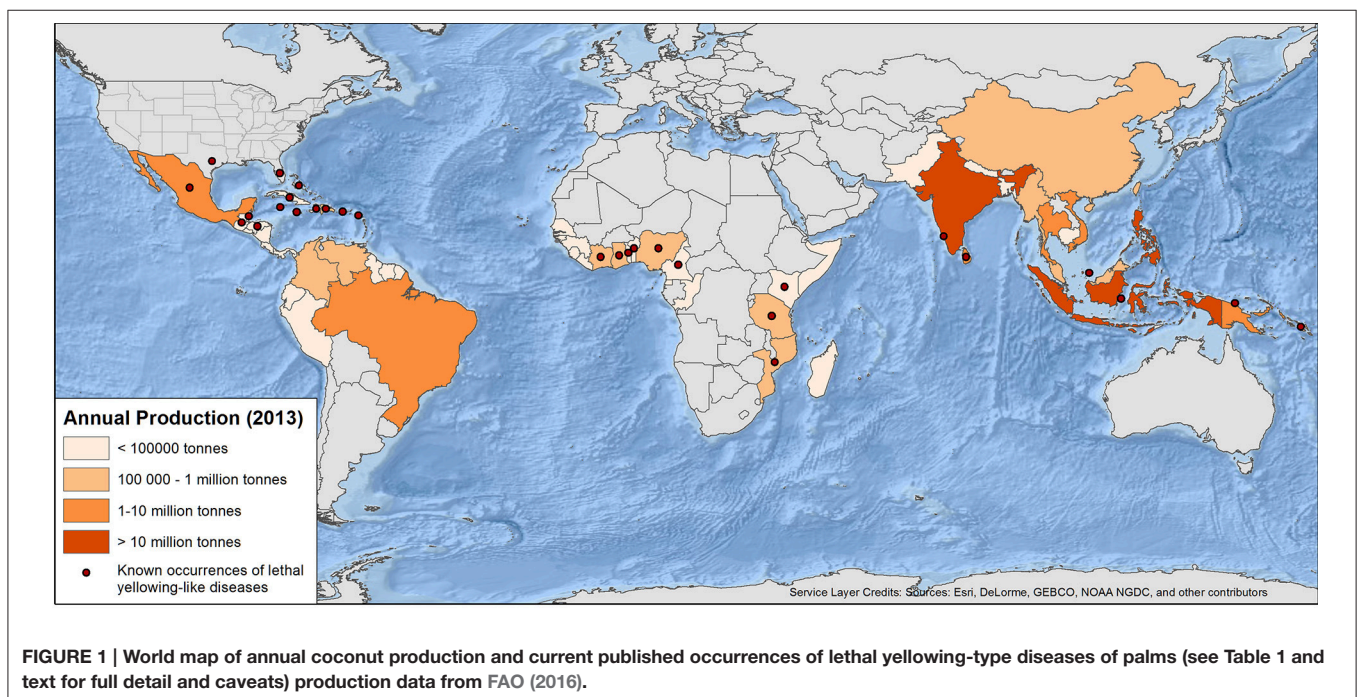 Annual Production (2013)
< 100000 tonnes
100 000 - 1 million tonnes
1-10 million tonnes
> 10 million tonnes
Known occurrences of lethal
yellowing-like diseases
Service Layer Credits: Sources: Esri, DeLorme, GEBCO, NOAA NGDC, and other contributors
FIGURE 1 | World map of annual coconut production and current published occurrences of lethal yellowing-type diseases of palms (see Table 1 and
text for full detail and caveats) production data from FAO (2016).